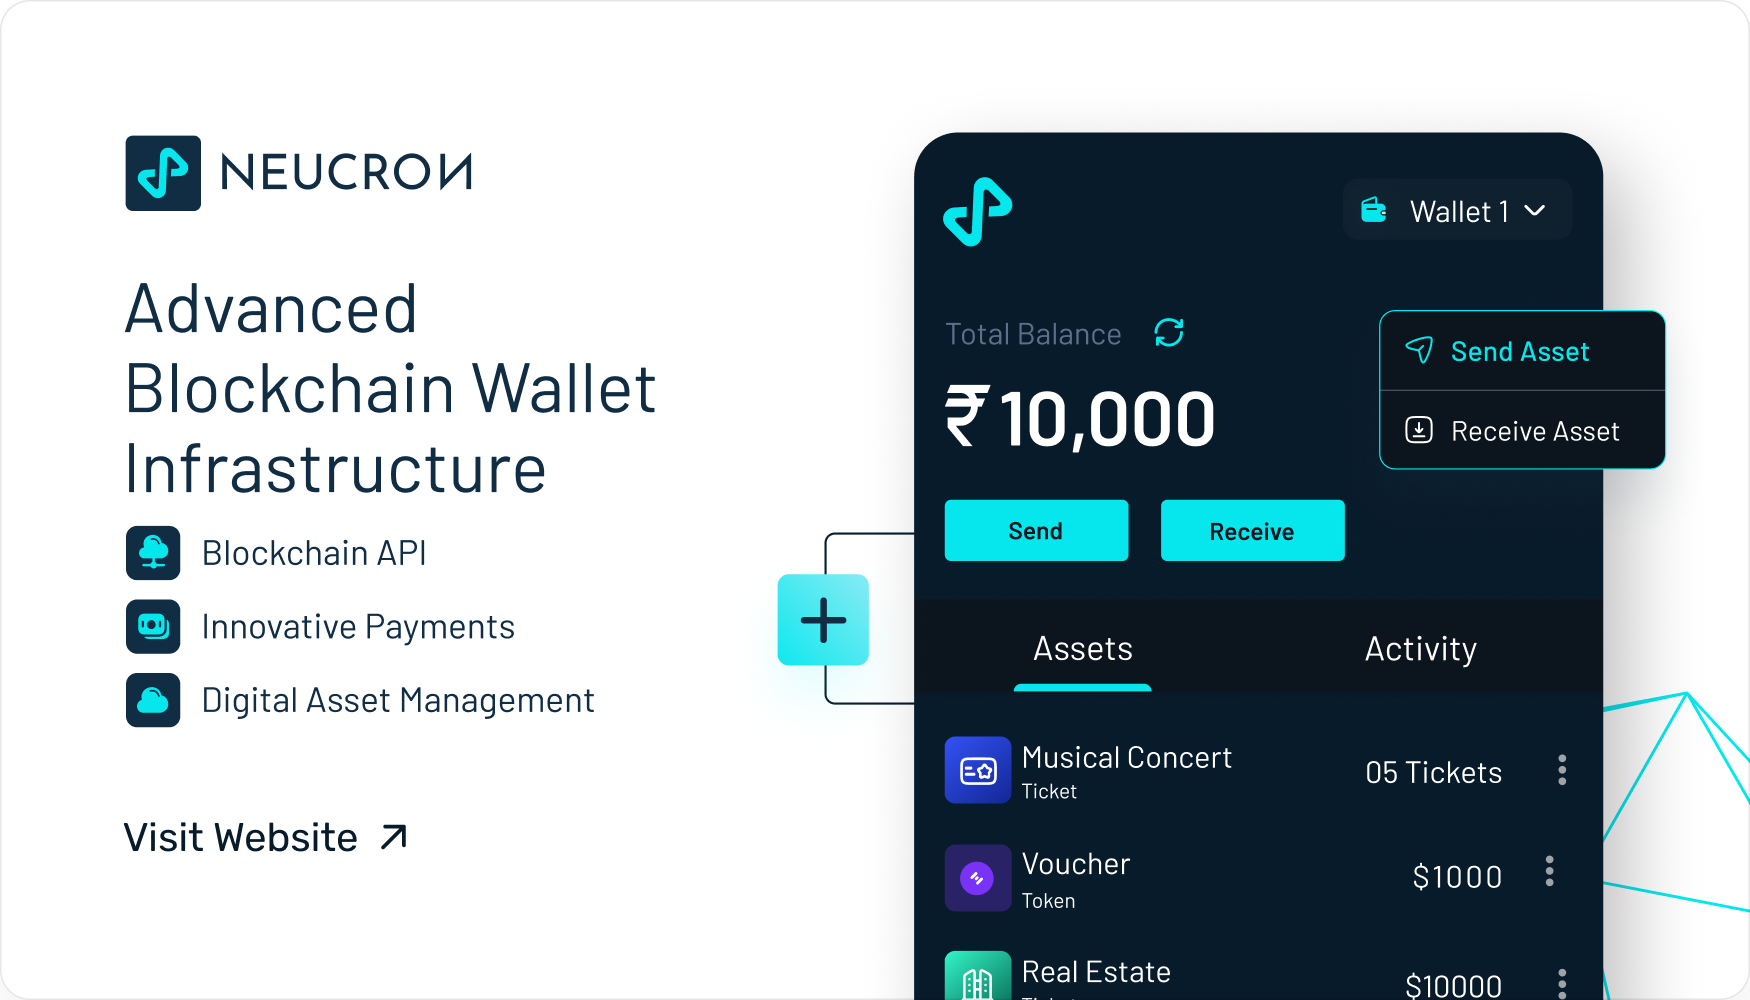 NEUCRON
Advanced
Blockchain Wallet
Infrastructure
Blockchain API
Innovative Payments
Digital Asset Management
Visit Website
Wallet 1
Total Balance
₹10,000
Send Asset
Receive Asset
Send
Receive
Assets
Activity
Musical Concert
Ticket
05 Tickets
Voucher
Token
$1000
Real Estate
$10000